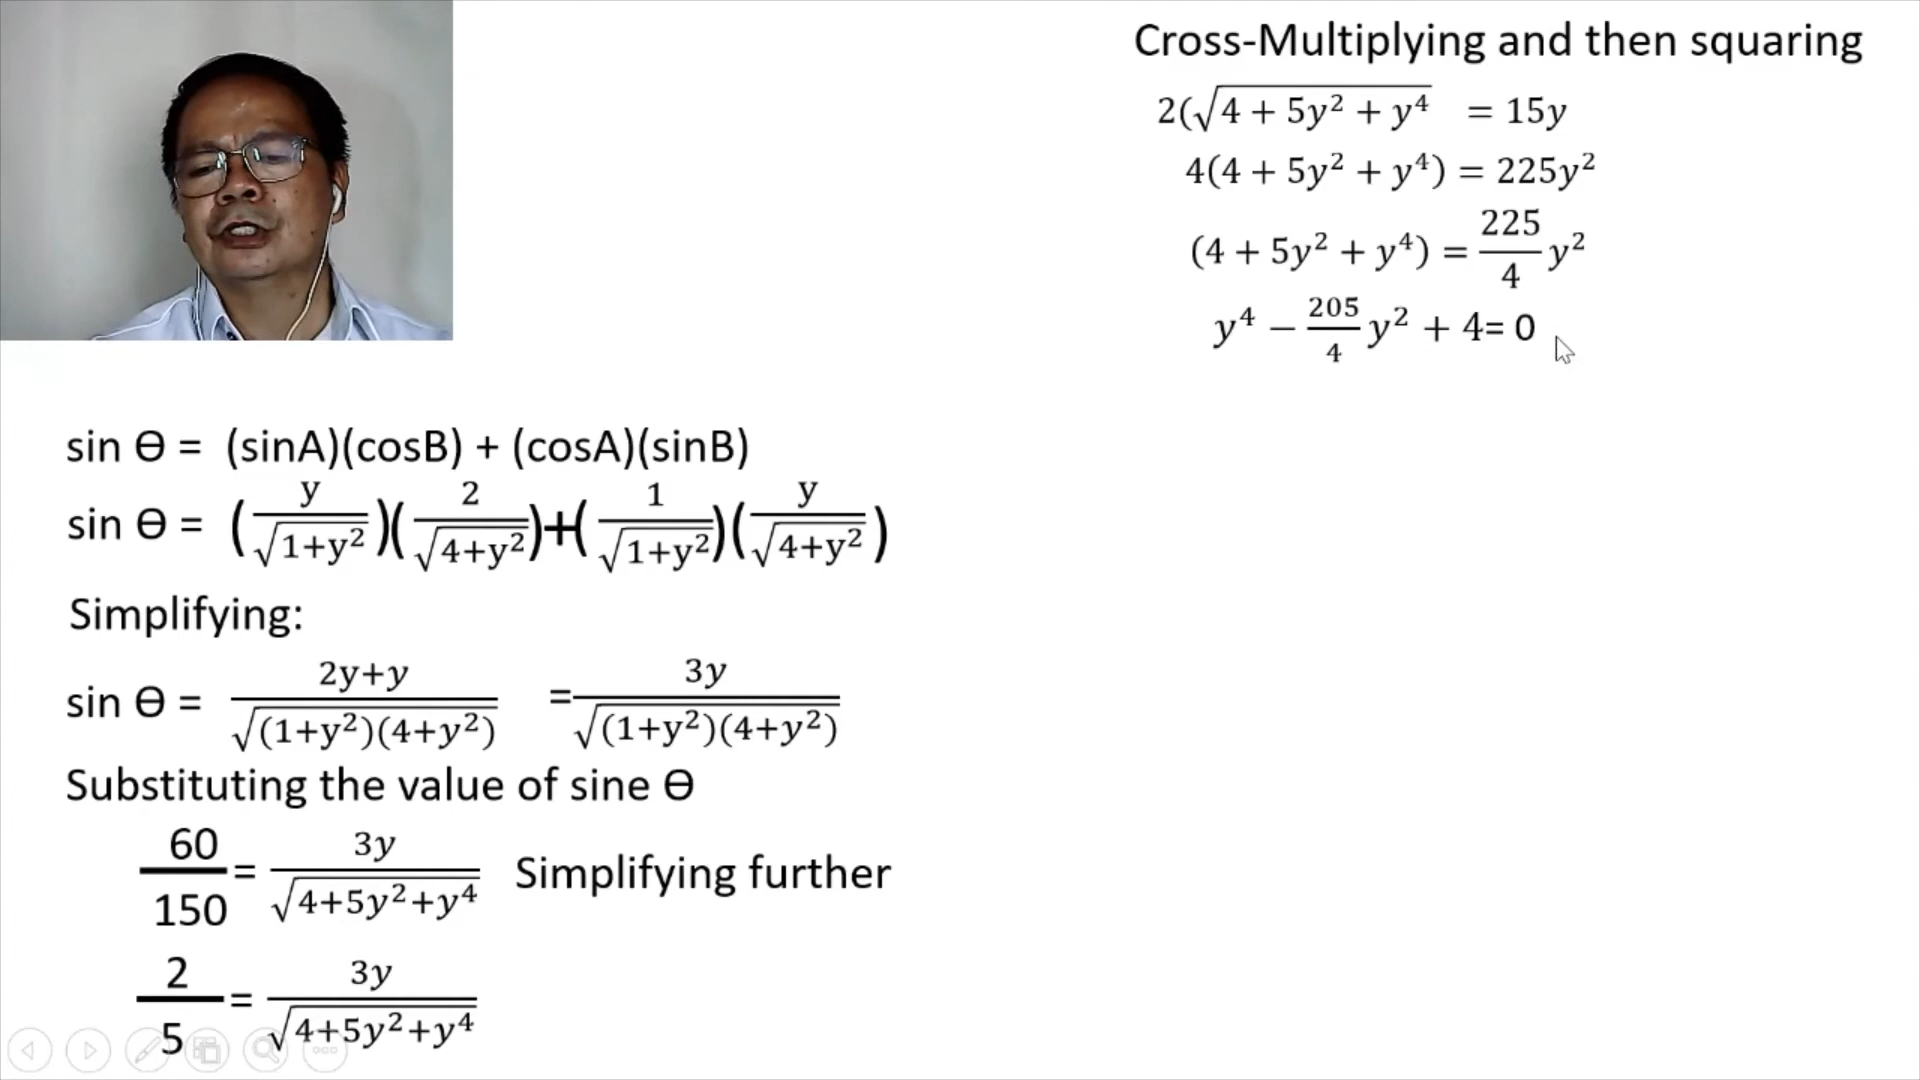 Cross-Multiplying and then squaring
2(√4 + 5y² + y⁴ = 15y
4(4 + 5y² + y⁴) = 225y²
(4 + 5y² + y⁴) = 225/4 y²
y⁴ − 205/4 y² + 4= 0
sin Ө = (sinA)(cosB) + (cosA)(sinB)
sin Ө = (y/√1+y²)(2/√4+y²)+(1/√1+y²)(y/√4+y²)
Simplifying:
sin Ө = 2y+y/√(1+y²)(4+y²) =3y/√(1+y²)(4+y²)
Substituting the value of sine Ө
60/150 = 3y/√4+5y²+y⁴ Simplifying further
2/5 = 3y/√4+5y²+y⁴